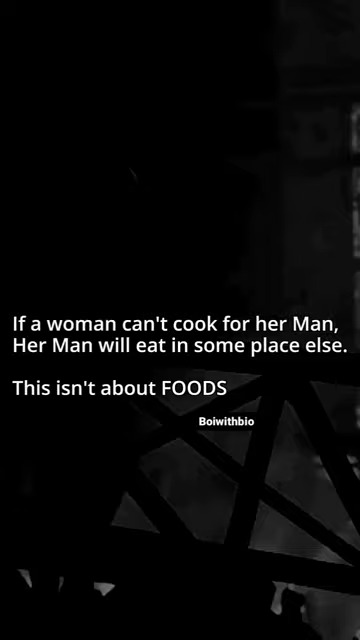 If a woman can't cook for her Man,
Her Man will eat in some place else.
This isn't about FOODS
Boiwithbio